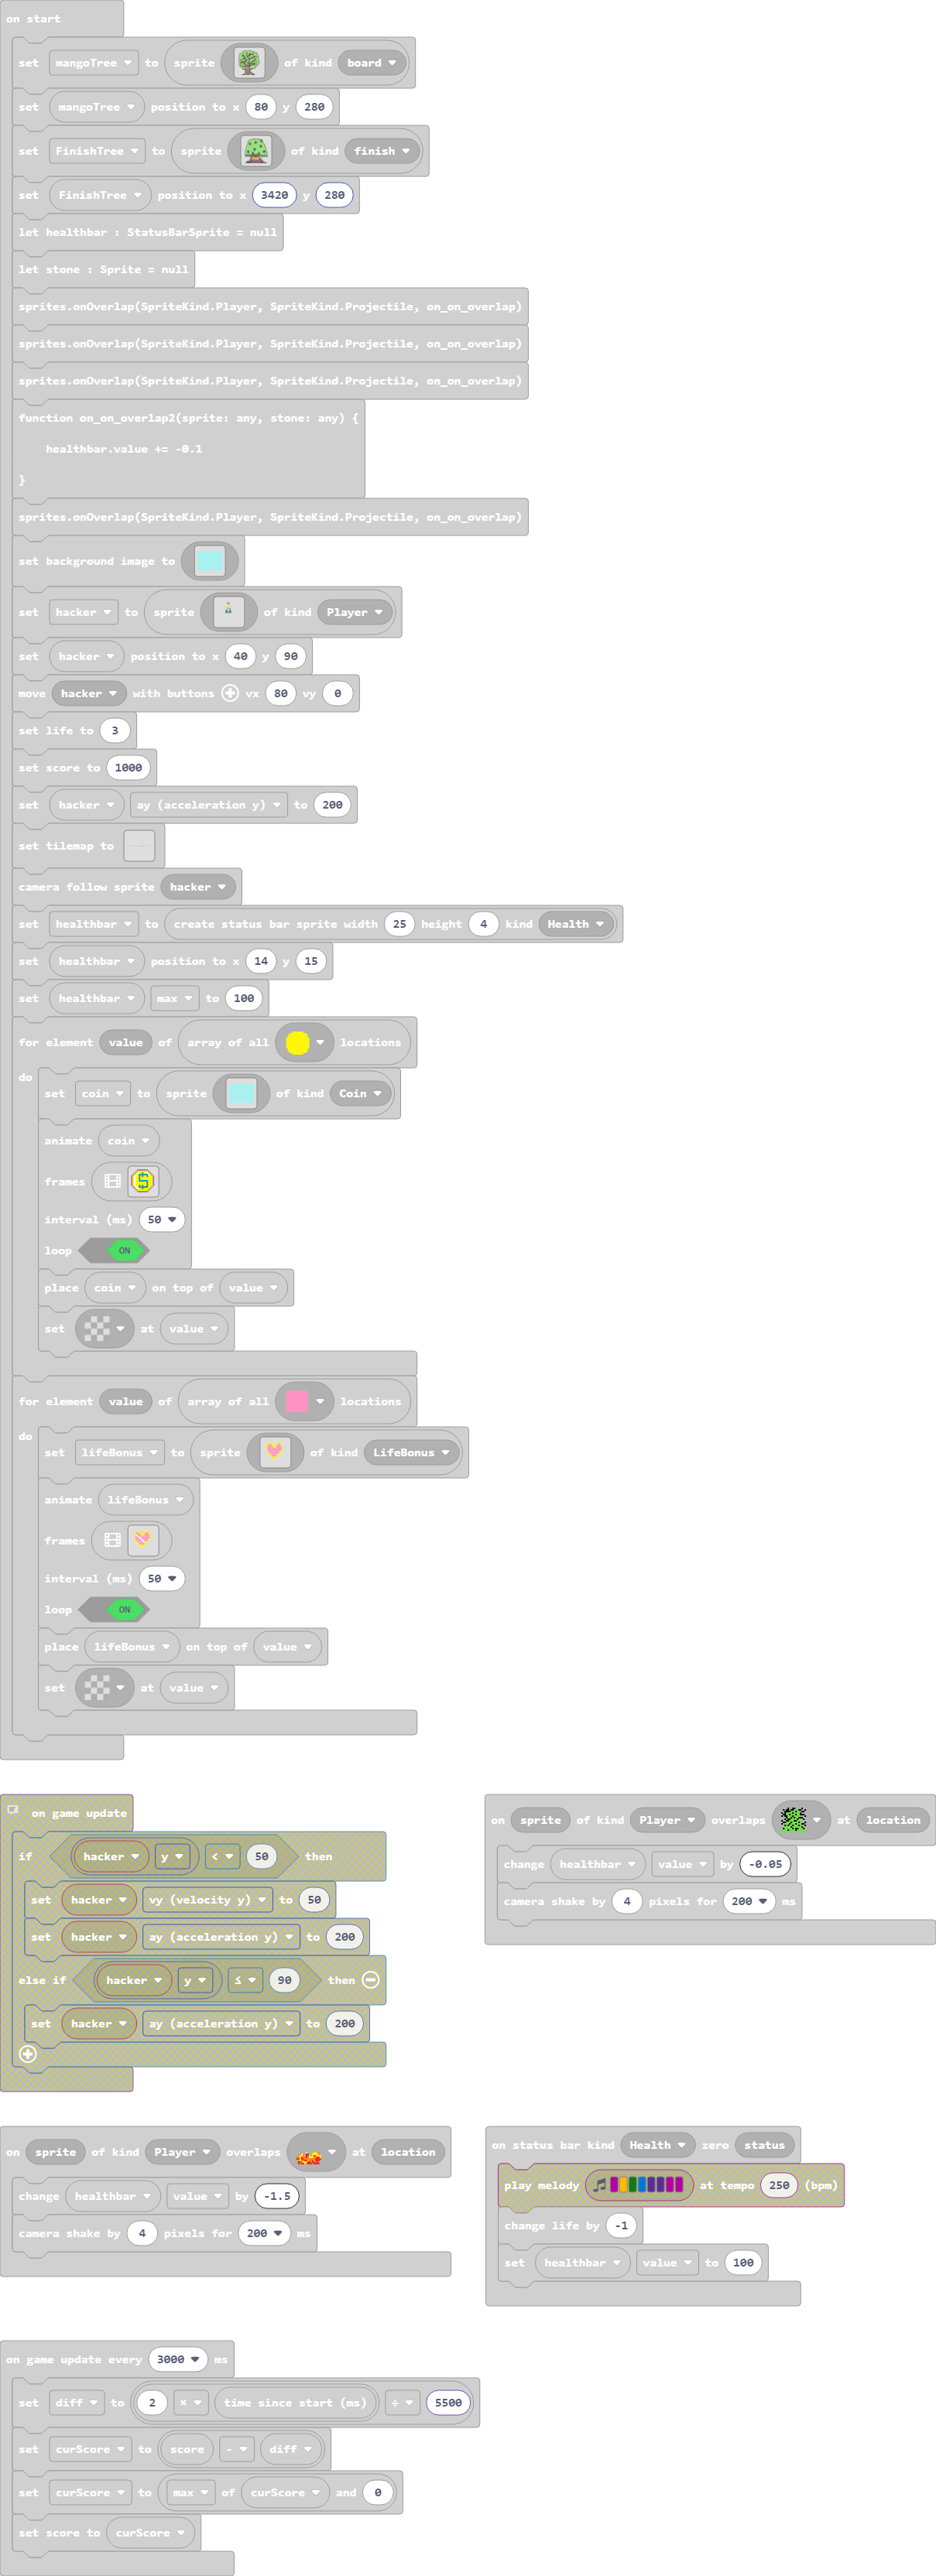 on start
set mangoTree to sprite of kind board
set mangoTree position to x 80 y 280
set FinishTree to sprite of kind finish
set FinishTree position to x 3420 y 280
let healthbar : StatusBarSprite = null
let stone : Sprite = null
sprites.onOverlap(SpriteKind.Player, SpriteKind.Projectile, on_on_overlap)
sprites.onOverlap(SpriteKind.Player, SpriteKind.Projectile, on_on_overlap)
sprites.onOverlap(SpriteKind.Player, SpriteKind.Projectile, on_on_overlap)
function on_on_overlap2(sprite: any, stone: any) {
healthbar.value += -0.1
}
sprites.onOverlap(SpriteKind.Player, SpriteKind.Projectile, on_on_overlap)
set background image to
set hacker to sprite of kind Player
set hacker position to x 40 y 90
move hacker with buttons vx 80 vy 0
set life to 3
set score to 1000
set hacker ay (acceleration y) to 200
set tilemap to
camera follow sprite hacker
set healthbar to create status bar sprite width 25 height 4 kind Health
set healthbar position to x 14 y 15
set healthbar max to 100
for element value of array of all locations
do
set coin to sprite of kind Coin
animate coin
frames
interval (ms) 50
loop ON
place coin on top of value
set at value
for element value of array of all locations
do
set lifeBonus to sprite of kind LifeBonus
animate lifeBonus
frames
interval (ms) 50
loop ON
place lifeBonus on top of value
set at value
on game update
if hacker y < 50 then
set hacker vy (velocity y) to 50
set hacker ay (acceleration y) to 200
else if hacker y ≤ 90 then
set hacker ay (acceleration y) to 200
on sprite of kind Player overlaps at location
change healthbar value by -0.05
camera shake by 4 pixels for 200 ms
on sprite of kind Player overlaps at location
change healthbar value by -1.5
camera shake by 4 pixels for 200 ms
on status bar kind Health zero status
play melody at tempo 250 (bpm)
change life by -1
set healthbar value to 100
on game update every 3000 ms
set diff to 2 × time since start (ms) ÷ 5500
set curScore to score - diff
set curScore to max of curScore and 0
set score to curScore